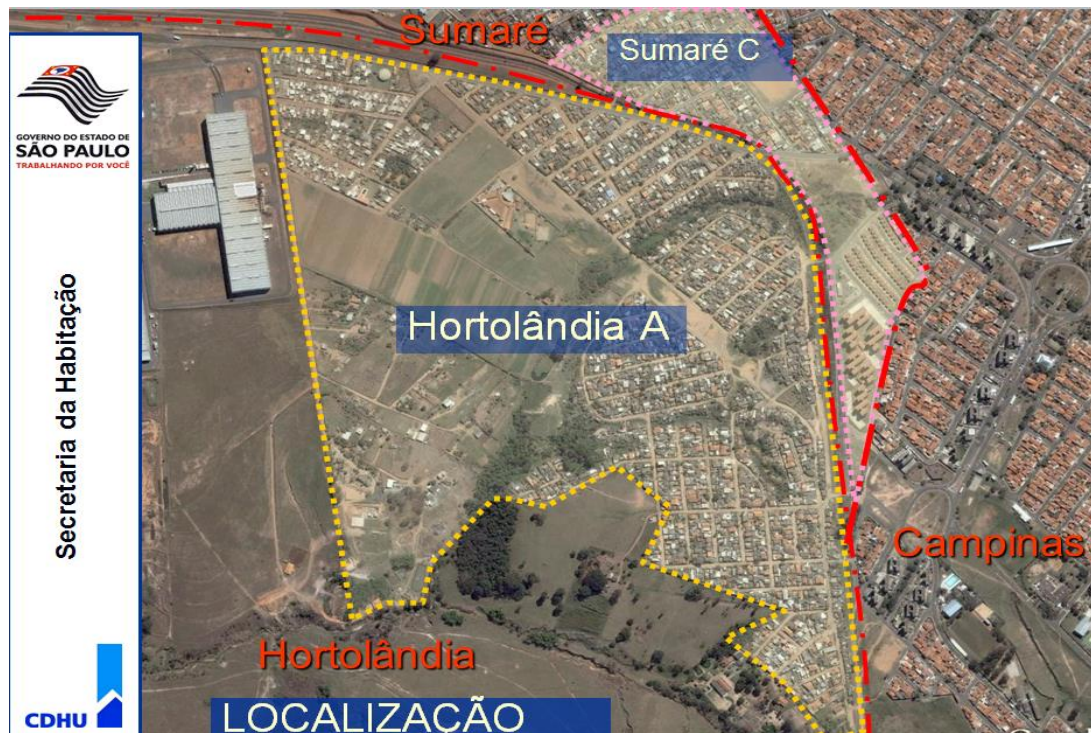 GOVERNO DO ESTADO DE
SÃO PAULO
TRABALHANDO POR VOCÊ
Secretaria da Habitação
CDHU
Sumaré
Sumaré C
Hortolândia A
Campinas
Hortolândia
LOCALIZAÇÃO